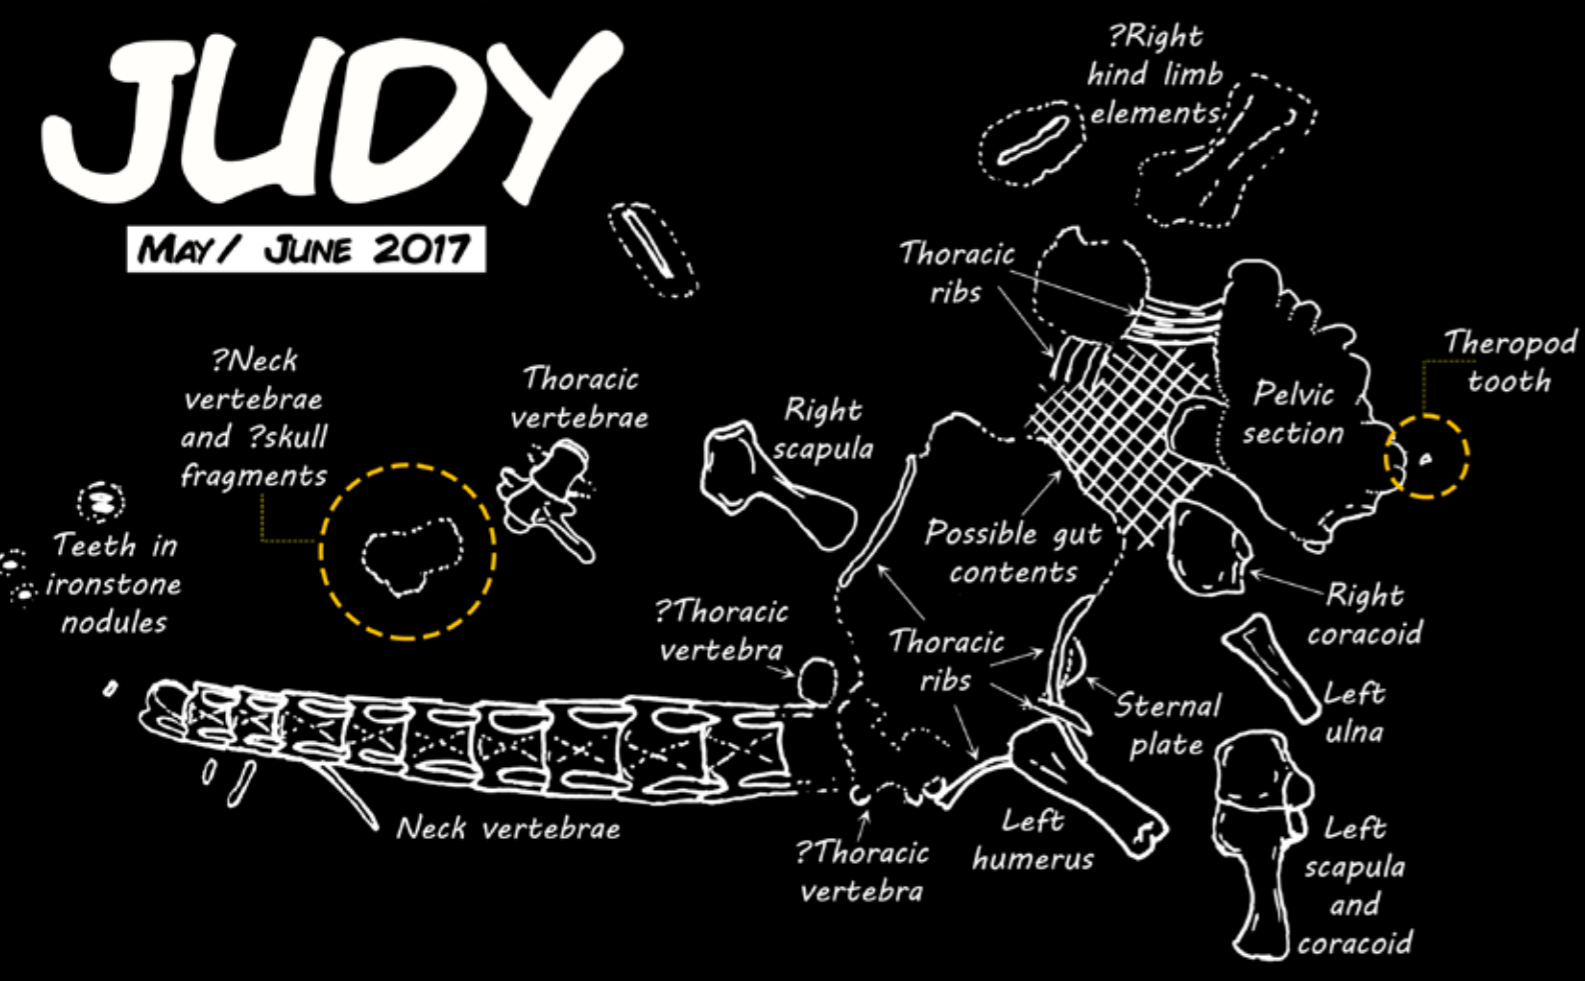 JUDY
MAY/ JUNE 2017
?Right
hind limb
elements
Thoracic
ribs
Theropod
tooth
?Neck
vertebrae
and ?skull
fragments
Thoracic
vertebrae
Right
scapula
Pelvic
section
Teeth in
ironstone
nodules
Possible gut
contents
?Thoracic
vertebra
Thoracic
ribs
Right
coracoid
Sternal
plate
Left
ulna
Neck vertebrae
?Thoracic
vertebra
Left
humerus
Left
scapula
and
coracoid